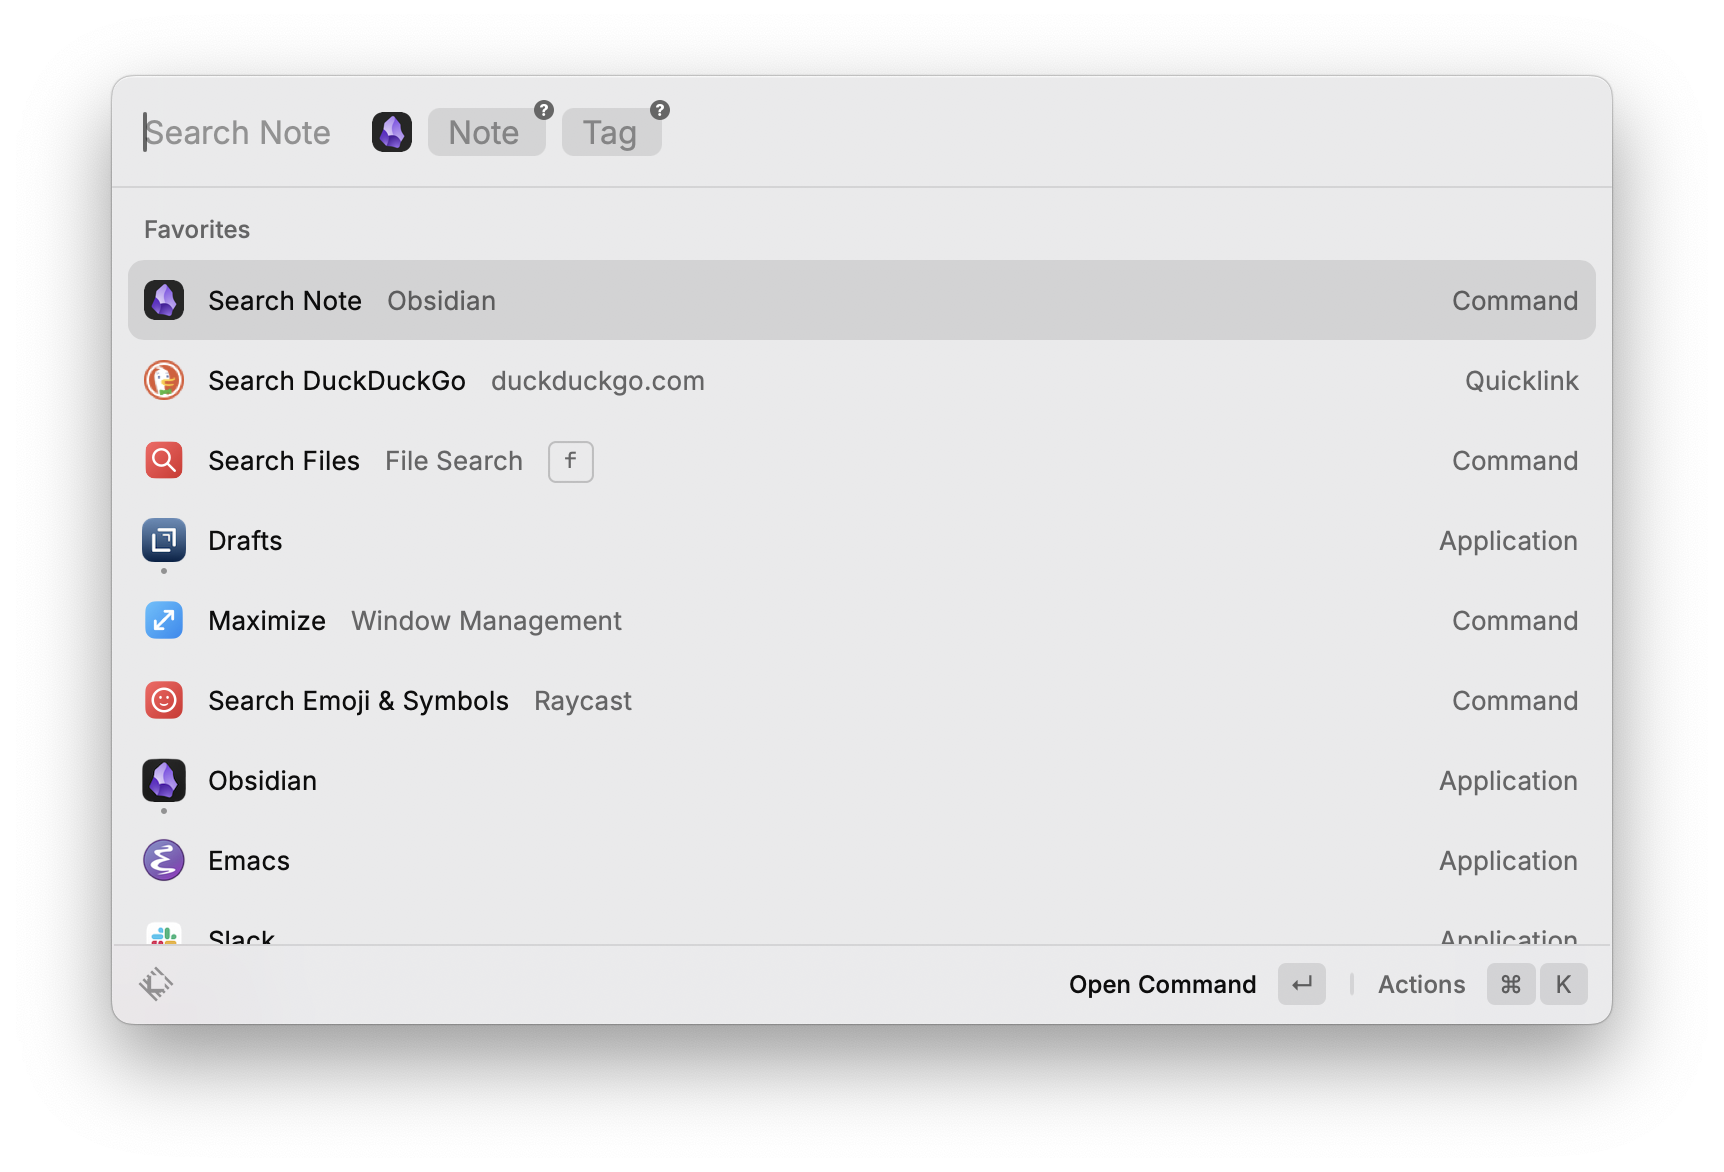 Search Note Note ? Tag ?
Favorites
Search Note Obsidian Command
Search DuckDuckGo duckduckgo.com Quicklink
Search Files File Search f Command
Drafts Application
Maximize Window Management Command
Search Emoji & Symbols Raycast Command
Obsidian Application
Emacs Application
Slack Application
Open Command ↵ Actions ⌘ K